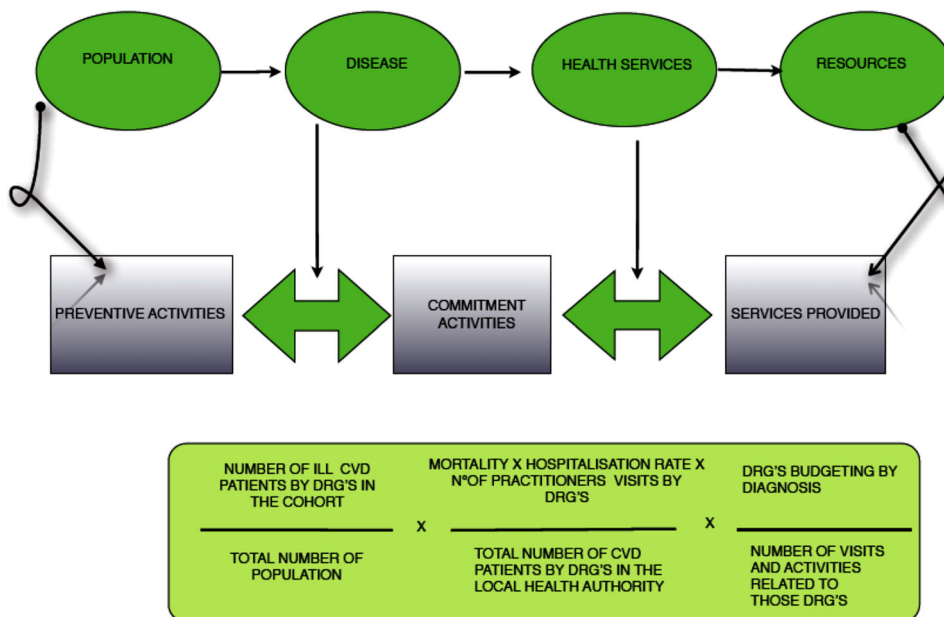 POPULATION
DISEASE
HEALTH SERVICES
RESOURCES
PREVENTIVE ACTIVITIES
COMMITMENT
ACTIVITIES
SERVICES PROVIDED
NUMBER OF ILL CVD
PATIENTS BY DRG'S IN
THE COHORT
TOTAL NUMBER OF
POPULATION
X
MORTALITY X HOSPITALISATION RATE X
N°OF PRACTITIONERS VISITS BY
DRG'S
TOTAL NUMBER OF CVD
PATIENTS BY DRG'S IN THE
LOCAL HEALTH AUTHORITY
X
DRG'S BUDGETING BY
DIAGNOSIS
NUMBER OF VISITS
AND ACTIVITIES
RELATED TO
THOSE DRG'S